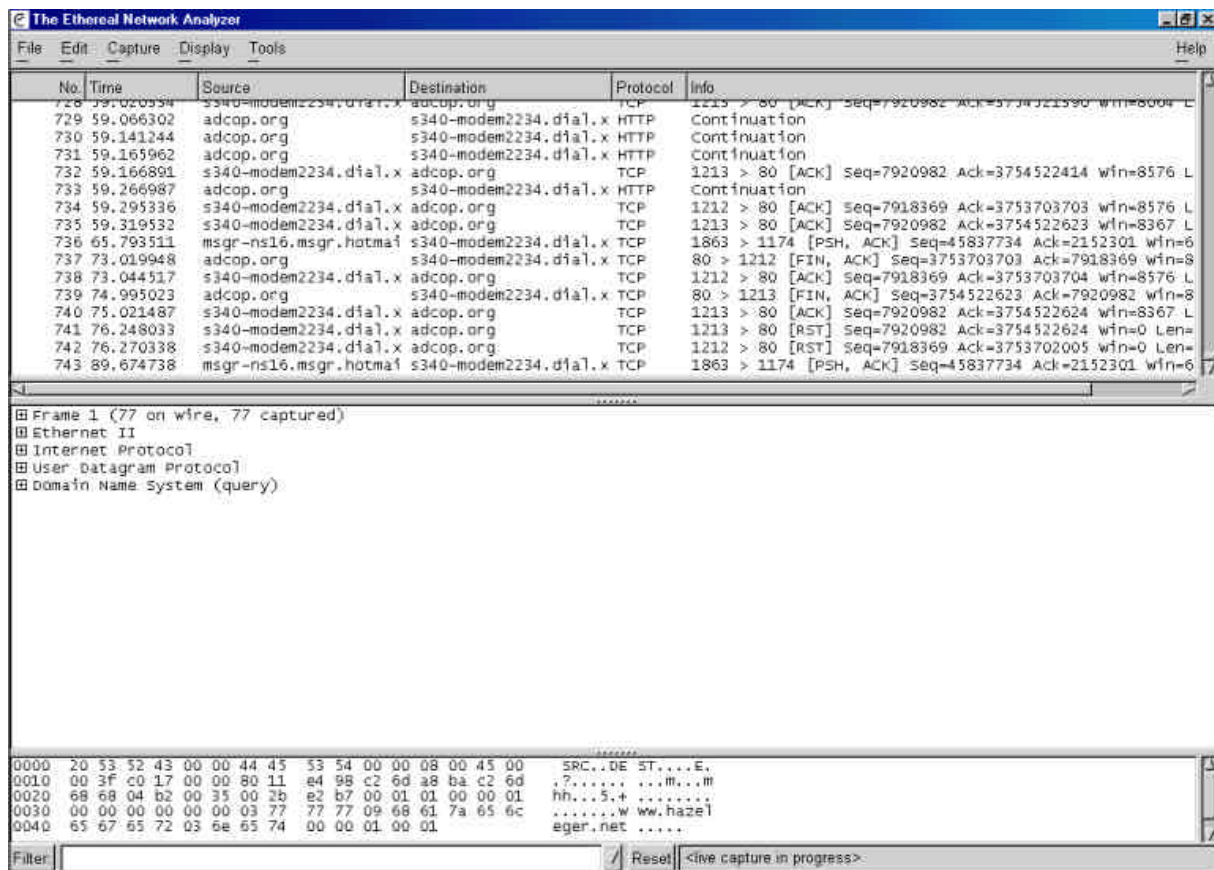 The Ethereal Network Analyzer
File Edit Capture Display Tools Help
No. Time Source Destination Protocol Info
728 59.020554 s340-modem2234.dial.x adcop.org TCP 1213 > 80 [ACK] Seq=7920982 Ack=3754521590 Win=8064 L
729 59.066302 adcop.org s340-modem2234.dial.x HTTP Continuation
730 59.141244 adcop.org s340-modem2234.dial.x HTTP Continuation
731 59.165962 adcop.org s340-modem2234.dial.x HTTP Continuation
732 59.166891 s340-modem2234.dial.x adcop.org TCP 1213 > 80 [ACK] Seq=7920982 Ack=3754522414 Win=8576 L
733 59.266987 adcop.org s340-modem2234.dial.x HTTP Continuation
734 59.295336 s340-modem2234.dial.x adcop.org TCP 1212 > 80 [ACK] Seq=7918369 Ack=3753703703 Win=8576 L
735 59.319532 s340-modem2234.dial.x adcop.org TCP 1213 > 80 [ACK] Seq=7920982 Ack=3754522623 Win=8367 L
736 65.793511 msgr-ns16.msgr.hotmai s340-modem2234.dial.x TCP 1863 > 1174 [PSH, ACK] Seq=45837734 Ack=2152301 Win=6
737 73.019948 adcop.org s340-modem2234.dial.x TCP 80 > 1212 [FIN, ACK] Seq=3753703703 Ack=7918369 Win=8
738 73.044517 s340-modem2234.dial.x adcop.org TCP 1212 > 80 [ACK] Seq=7918369 Ack=3753703704 Win=8576 L
739 74.995023 adcop.org s340-modem2234.dial.x TCP 80 > 1213 [FIN, ACK] Seq=3754522623 Ack=7920982 Win=8
740 75.021487 s340-modem2234.dial.x adcop.org TCP 1213 > 80 [ACK] Seq=7920982 Ack=3754522624 Win=8367 L
741 76.248033 s340-modem2234.dial.x adcop.org TCP 1213 > 80 [RST] Seq=7920982 Ack=3754522624 Win=0 Len=
742 76.270338 s340-modem2234.dial.x adcop.org TCP 1212 > 80 [RST] Seq=7918369 Ack=3753702005 Win=0 Len=
743 89.674738 msgr-ns16.msgr.hotmai s340-modem2234.dial.x TCP 1863 > 1174 [PSH, ACK] Seq=45837734 Ack=2152301 Win=6
Frame 1 (77 on wire, 77 captured)
Ethernet II
Internet Protocol
User Datagram Protocol
Domain Name System (query)
0000 20 53 52 43 00 00 44 45 53 54 00 00 08 00 45 00 SRC..DE ST....E.
0010 00 3f c0 17 00 00 80 11 e4 98 c2 6d a8 ba c2 6d .?...... ...m...m
0020 68 68 04 b2 00 35 00 2b e2 b7 00 01 01 00 00 01 hh...5.+ ........
0030 00 00 00 00 00 00 03 77 77 77 09 68 61 7a 65 6c .......w ww.hazel
0040 65 67 65 72 03 6e 65 74 00 00 01 00 01 eger.net .....
Filter: Reset <live capture in progress>